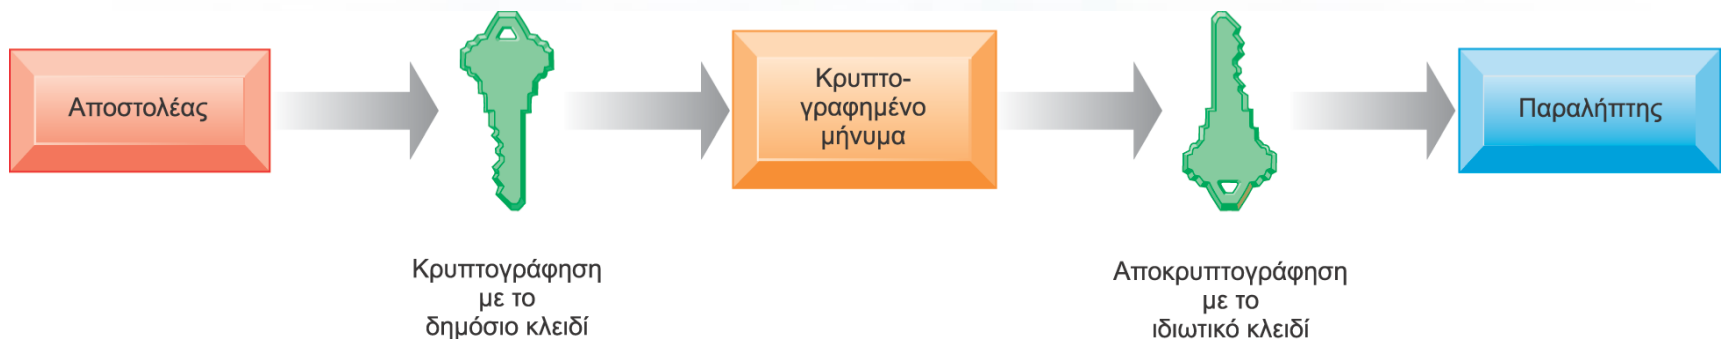 Αποστολέας
Κρυπτο-
γραφημένο
μήνυμα
Παραλήπτης
Κρυπτογράφηση
με το
δημόσιο κλειδί
Αποκρυπτογράφηση
με το
ιδιωτικό κλειδί